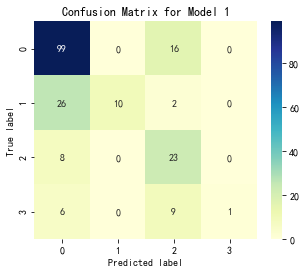 Confusion Matrix for Model 1
0 99 0 16 0
1 26 10 2 0
2 8 0 23 0
3 6 0 9 1
0 1 2 3
Predicted label
True label
80
60
40
20
0